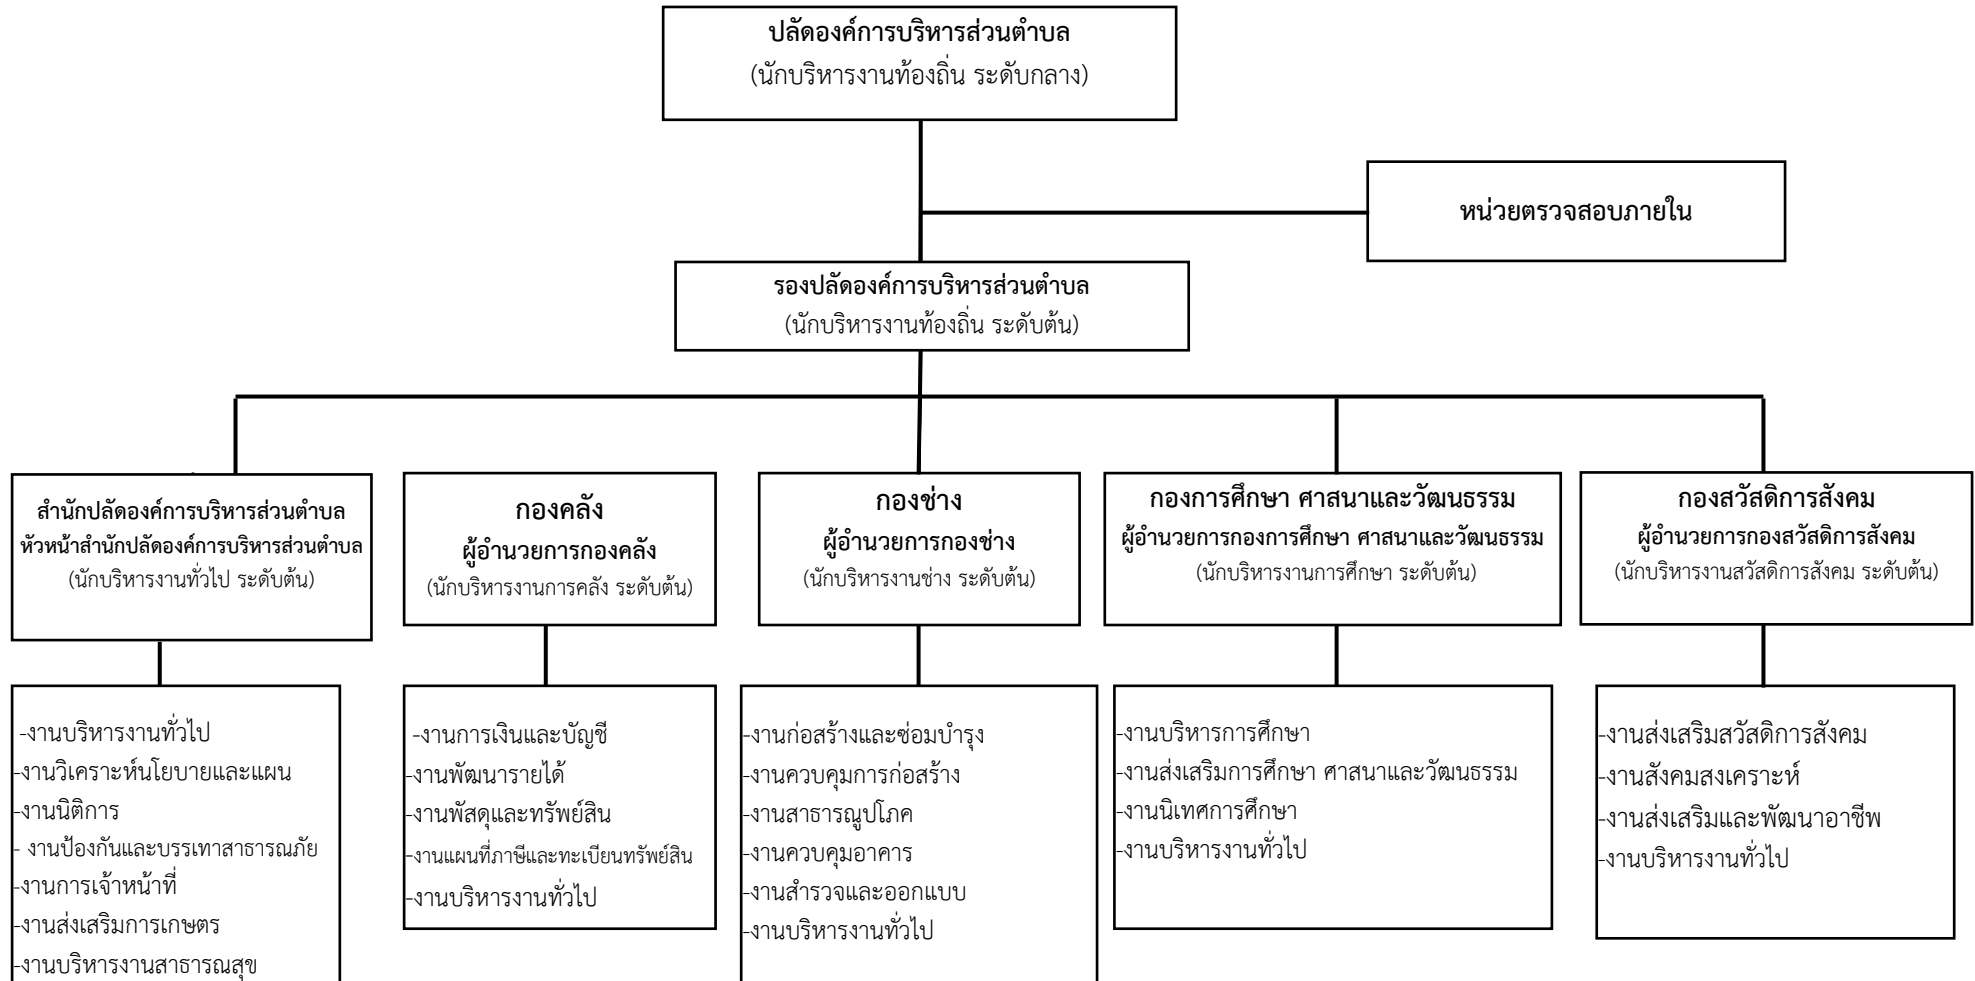 ปลัดองค์การบริหารส่วนตำบล
(นักบริหารงานท้องถิ่น ระดับกลาง)
หน่วยตรวจสอบภายใน
รองปลัดองค์การบริหารส่วนตำบล
(นักบริหารงานท้องถิ่น ระดับต้น)
สำนักปลัดองค์การบริหารส่วนตำบล
หัวหน้าสำนักปลัดองค์การบริหารส่วนตำบล
(นักบริหารงานทั่วไป ระดับต้น)
กองคลัง
ผู้อำนวยการกองคลัง
(นักบริหารงานการคลัง ระดับต้น)
กองช่าง
ผู้อำนวยการกองช่าง
(นักบริหารงานช่าง ระดับต้น)
กองการศึกษา ศาสนาและวัฒนธรรม
ผู้อำนวยการกองการศึกษา ศาสนาและวัฒนธรรม
(นักบริหารงานการศึกษา ระดับต้น)
กองสวัสดิการสังคม
ผู้อำนวยการกองสวัสดิการสังคม
(นักบริหารงานสวัสดิการสังคม ระดับต้น)
-งานบริหารงานทั่วไป
-งานวิเคราะห์นโยบายและแผน
-งานนิติการ
- งานป้องกันและบรรเทาสาธารณภัย
-งานการเจ้าหน้าที่
-งานส่งเสริมการเกษตร
-งานบริหารงานสาธารณสุข
-งานการเงินและบัญชี
-งานพัฒนารายได้
-งานพัสดุและทรัพย์สิน
-งานแผนที่ภาษีและทะเบียนทรัพย์สิน
-งานบริหารงานทั่วไป
-งานก่อสร้างและซ่อมบำรุง
-งานควบคุมการก่อสร้าง
-งานสาธารณูปโภค
-งานควบคุมอาคาร
-งานสำรวจและออกแบบ
-งานบริหารงานทั่วไป
-งานบริหารการศึกษา
-งานส่งเสริมการศึกษา ศาสนาและวัฒนธรรม
-งานนิเทศการศึกษา
-งานบริหารงานทั่วไป
-งานส่งเสริมสวัสดิการสังคม
-งานสังคมสงเคราะห์
-งานส่งเสริมและพัฒนาอาชีพ
-งานบริหารงานทั่วไป